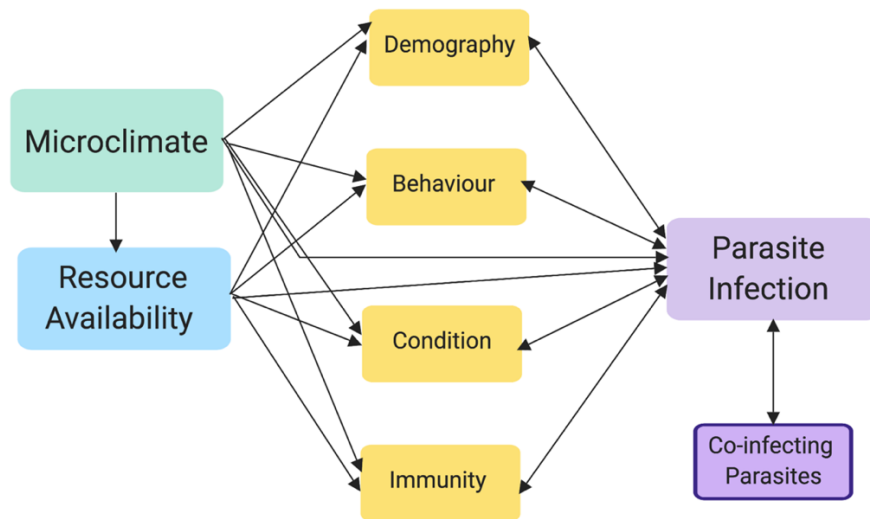 Demography
Microclimate
Behaviour
Resource
Availability
Parasite
Infection
Condition
Co-infecting
Parasites
Immunity